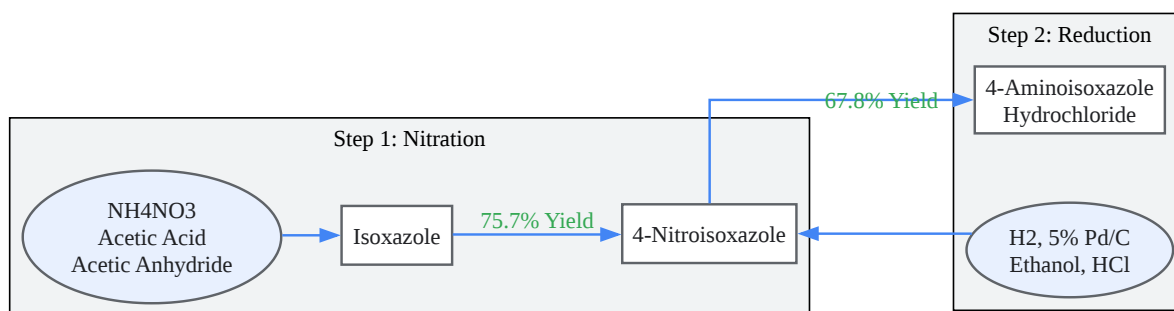 Step 1: Nitration
NH4NO3
Acetic Acid
Acetic Anhydride
Isoxazole
75.7% Yield
4-Nitroisoxazole
67.8% Yield
Step 2: Reduction
4-Aminoisoxazole
Hydrochloride
H2, 5% Pd/C
Ethanol, HCl